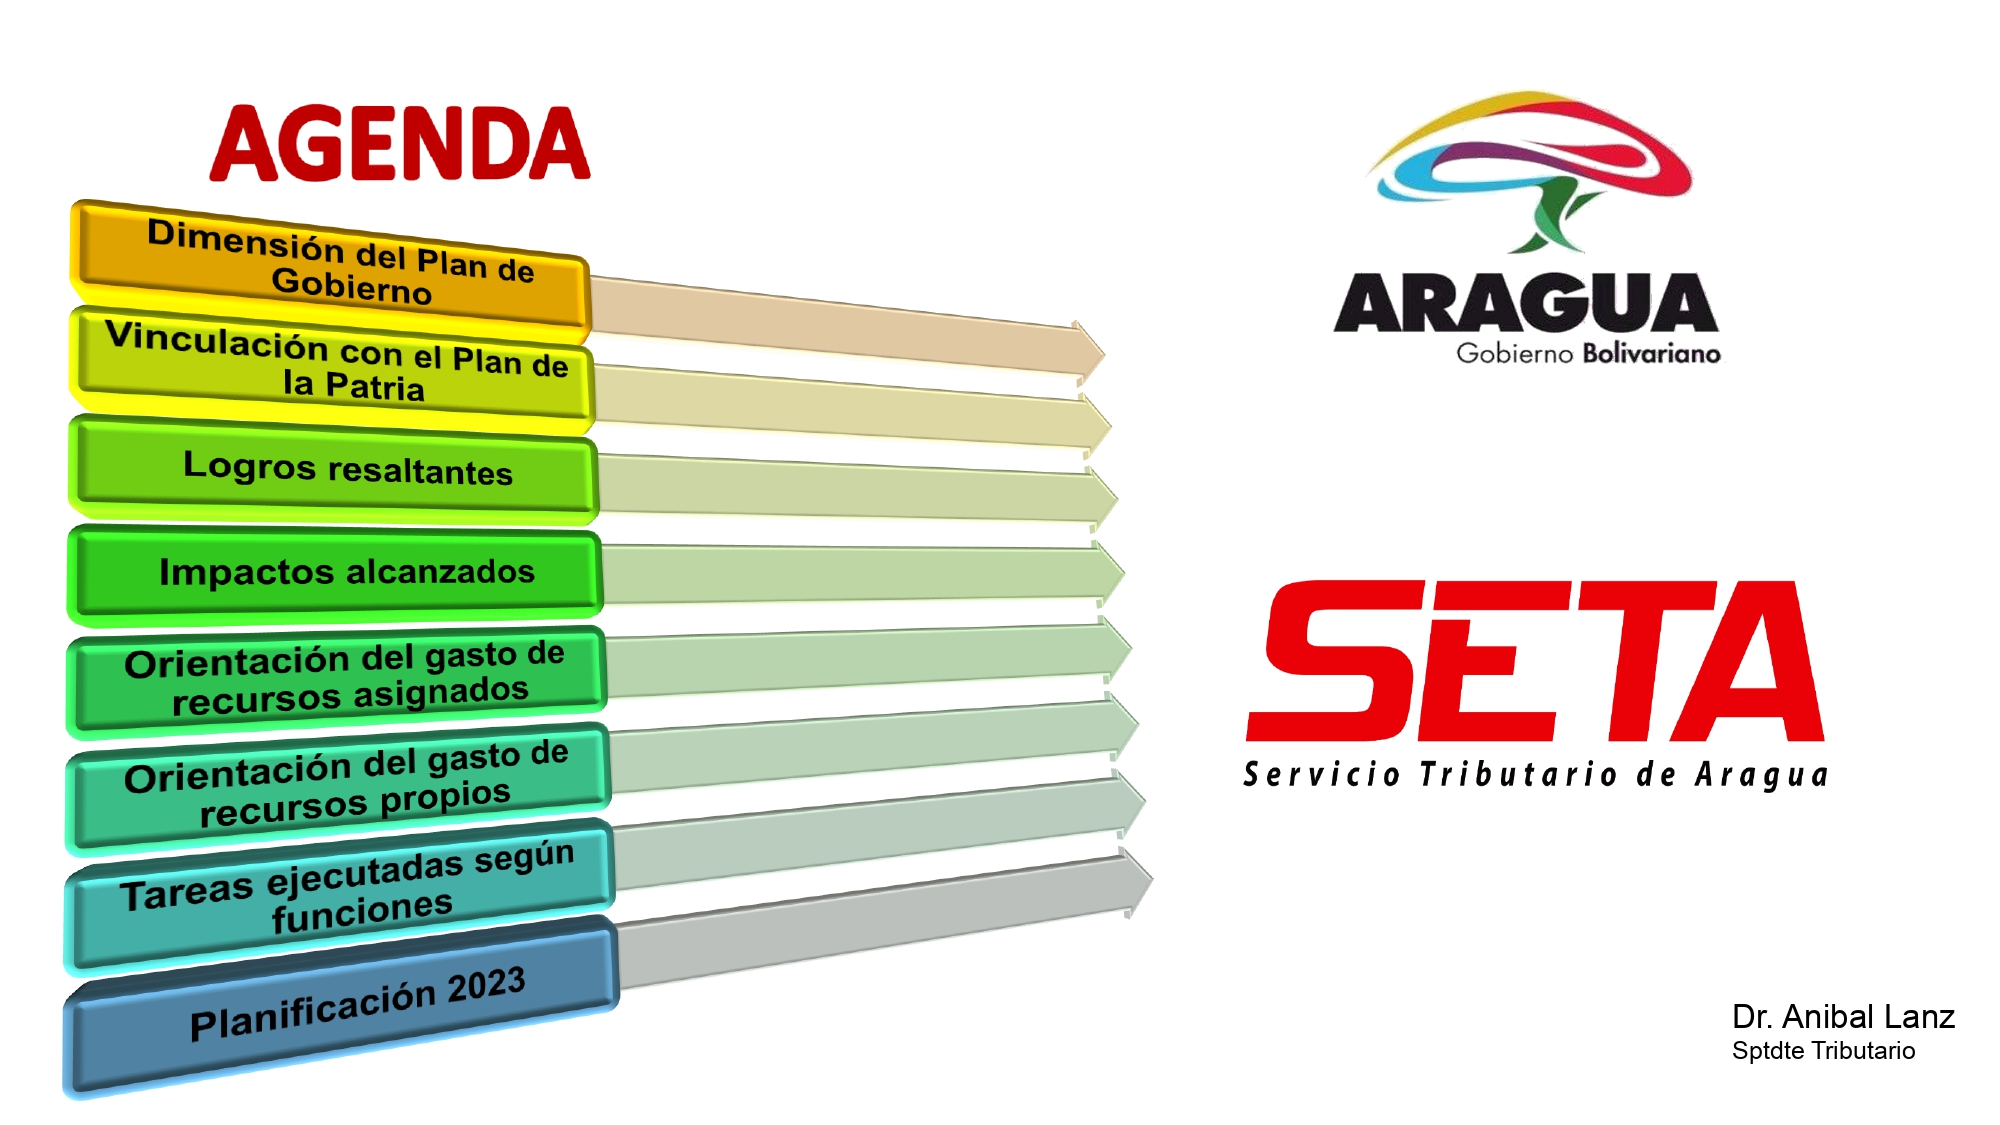 AGENDA
Dimensión del Plan de
Gobierno
Vinculación con el Plan de
la Patria
Logros resaltantes
Impactos alcanzados
Orientación del gasto de
recursos asignados
Orientación del gasto de
recursos propios
Tareas ejecutadas según
funciones
Planificación 2023
ARAGUA
Gobierno Bolivariano
SETA
Servicio Tributario de Aragua
Dr. Anibal Lanz
Sptdte Tributario